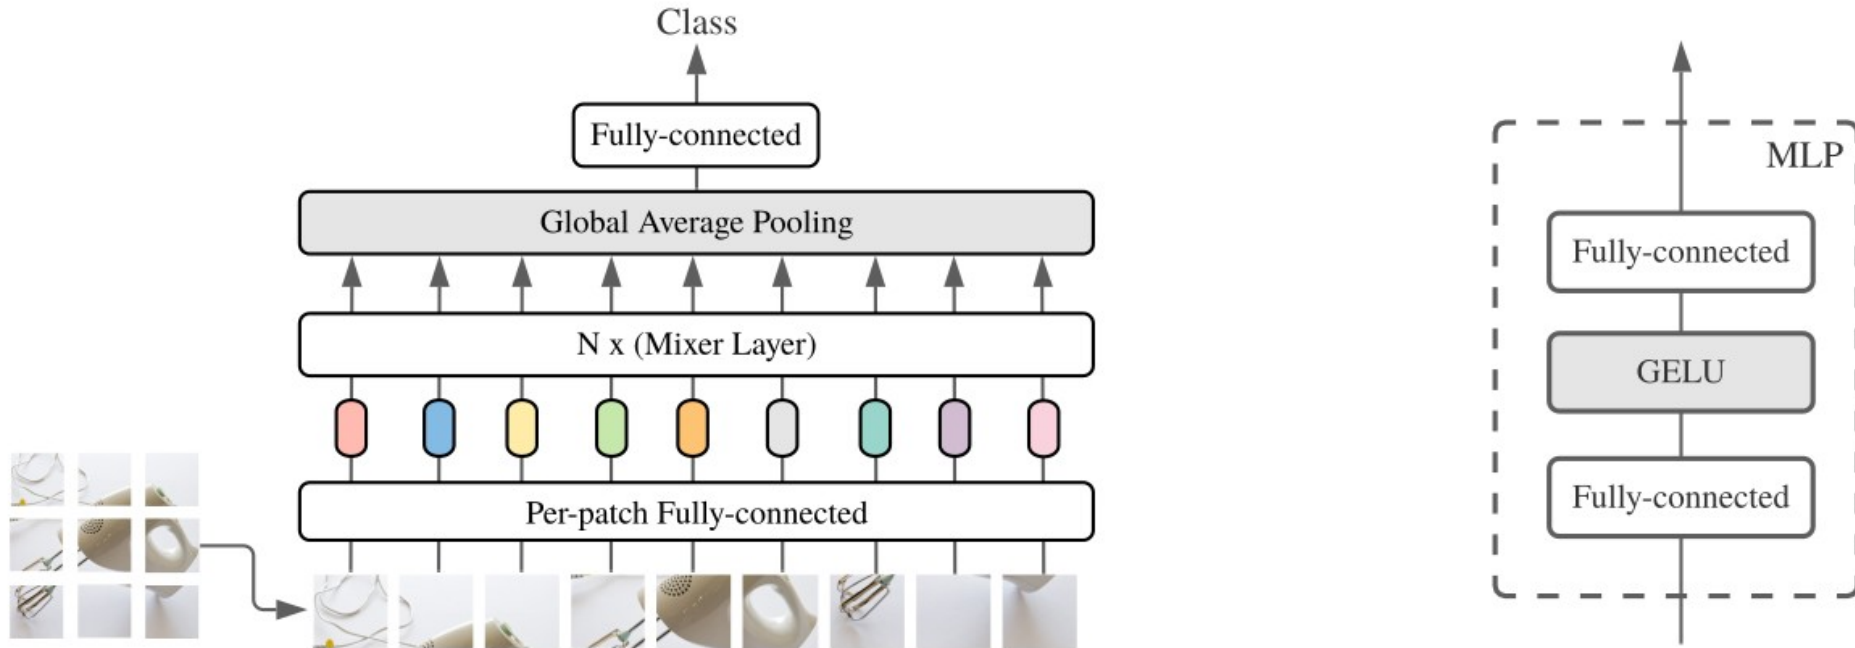 Class
Fully-connected
Global Average Pooling
N x (Mixer Layer)
Per-patch Fully-connected
MLP
Fully-connected
GELU
Fully-connected